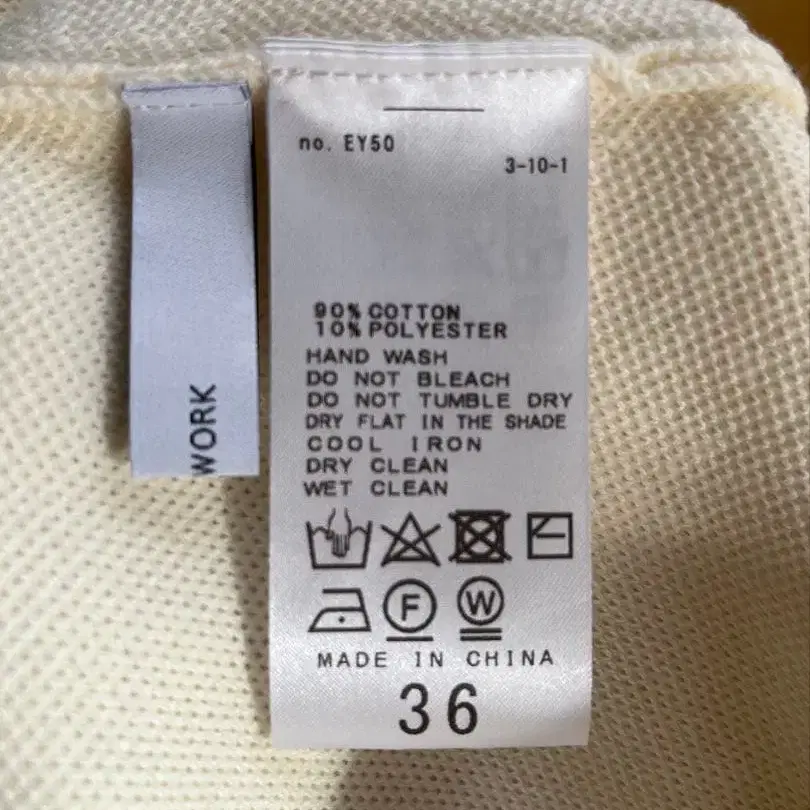 WORK
no. EY50
3-10-1
90% COTTON
10% POLYESTER
HAND WASH
DO NOT BLEACH
DO NOT TUMBLE DRY
DRY FLAT IN THE SHADE
COOL IRON
DRY CLEAN
WET CLEAN
F W
MADE IN CHINA
36